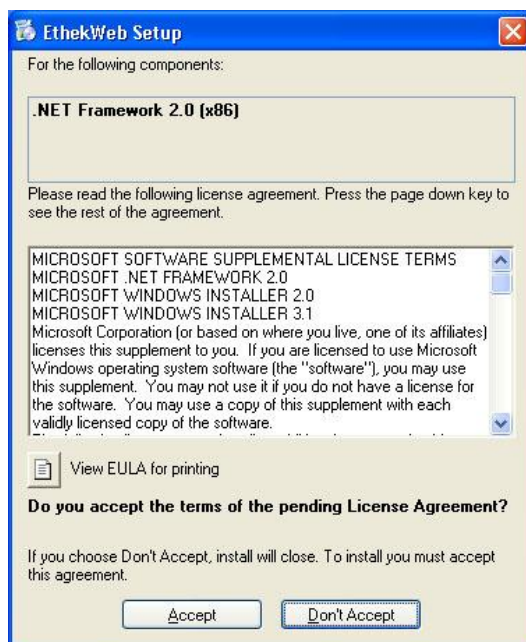 EthekWeb Setup
For the following components:
.NET Framework 2.0 (x86)
Please read the following license agreement. Press the page down key to
see the rest of the agreement.
MICROSOFT SOFTWARE SUPPLEMENTAL LICENSE TERMS
MICROSOFT .NET FRAMEWORK 2.0
MICROSOFT WINDOWS INSTALLER 2.0
MICROSOFT WINDOWS INSTALLER 3.1
Microsoft Corporation (or based on where you live, one of its affiliates)
licenses this supplement to you.  If you are licensed to use Microsoft
Windows operating system software (the "software"), you may use
this supplement.  You may not use it if you do not have a license for
the software.  You may use a copy of this supplement with each
validly licensed copy of the software.
View EULA for printing
Do you accept the terms of the pending License Agreement?
If you choose Don't Accept, install will close. To install you must accept
this agreement.
Accept
Don't Accept